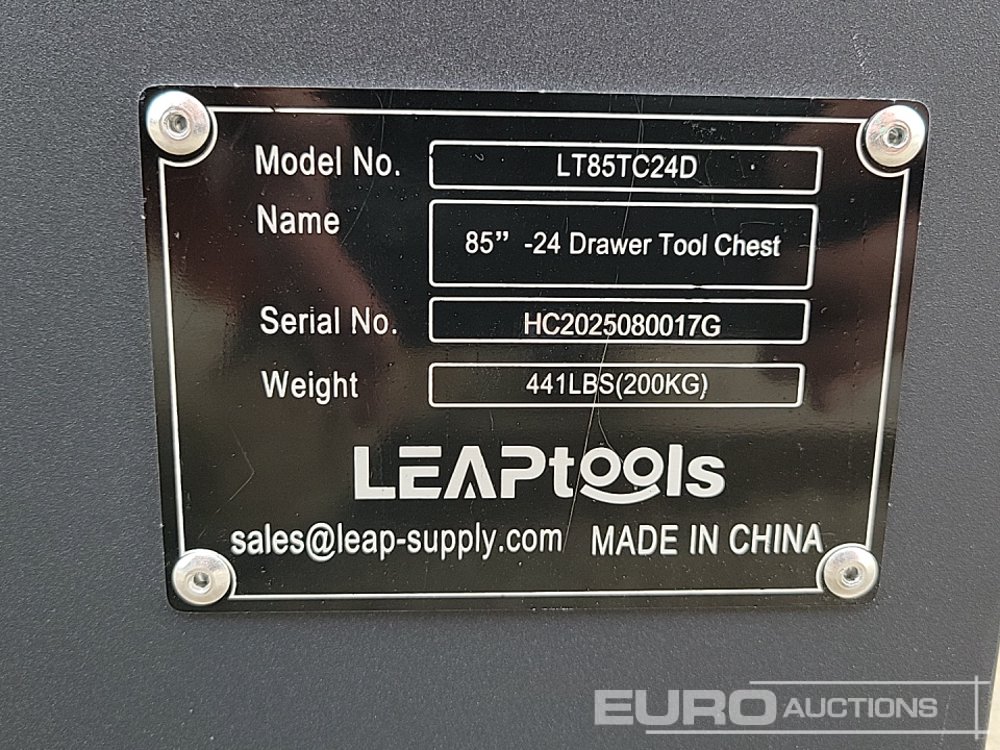 Model No. LT85TC24D
Name 85” -24 Drawer Tool Chest
Serial No. HC2025080017G
Weight 441LBS(200KG)
LEAPtools
sales@leap-supply.com MADE IN CHINA
EURO AUCTIONS